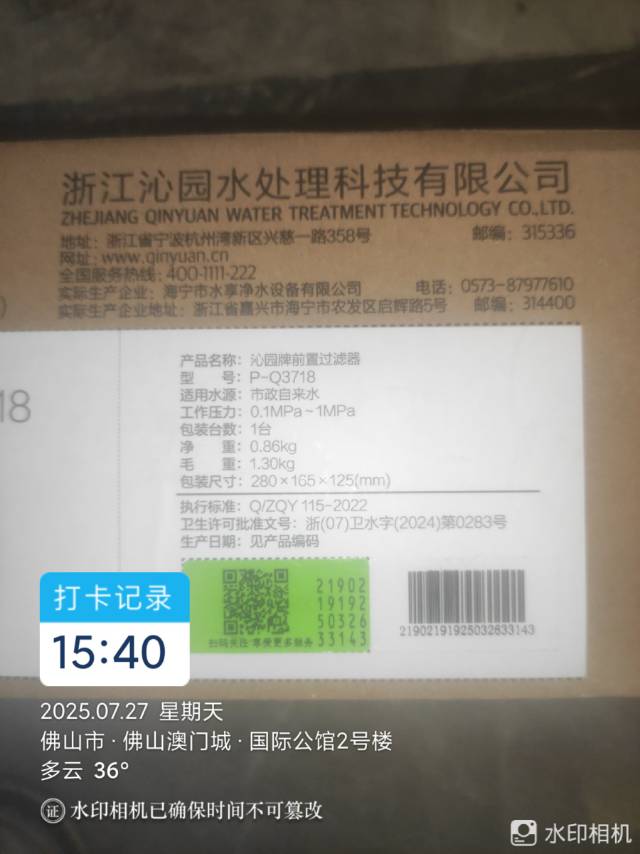 浙江沁园水处理科技有限公司
ZHEJIANG QINYUAN WATER TREATMENT TECHNOLOGY CO.,LTD.
地址: 浙江省宁波杭州湾新区兴慈一路358号 邮编: 315336
网址: www.qinyuan.cn
全国服务热线: 400-1111-222
实际生产企业: 海宁市水享净水设备有限公司 电话: 0573-87977610
实际生产企业地址: 浙江省嘉兴市海宁市农发区启辉路5号 邮编: 314400
18
产品名称: 沁园牌前置过滤器
型 号: P-Q3718
适用水源: 市政自来水
工作压力: 0.1MPa~1MPa
包装台数: 1台
净 重: 0.86kg
毛 重: 1.30kg
包装尺寸: 280×165×125(mm)
执行标准: Q/ZQY 115-2022
卫生许可批准文号: 浙(07)卫水字(2024)第0283号
生产日期: 见产品编码
21902
19192
50326
33143
扫码关注 享受更多服务
21902191925032633143
打卡记录
15:40
2025.07.27 星期天
佛山市·佛山澳门城·国际公馆2号楼
多云 36°
证 水印相机已确保时间不可篡改
水印相机